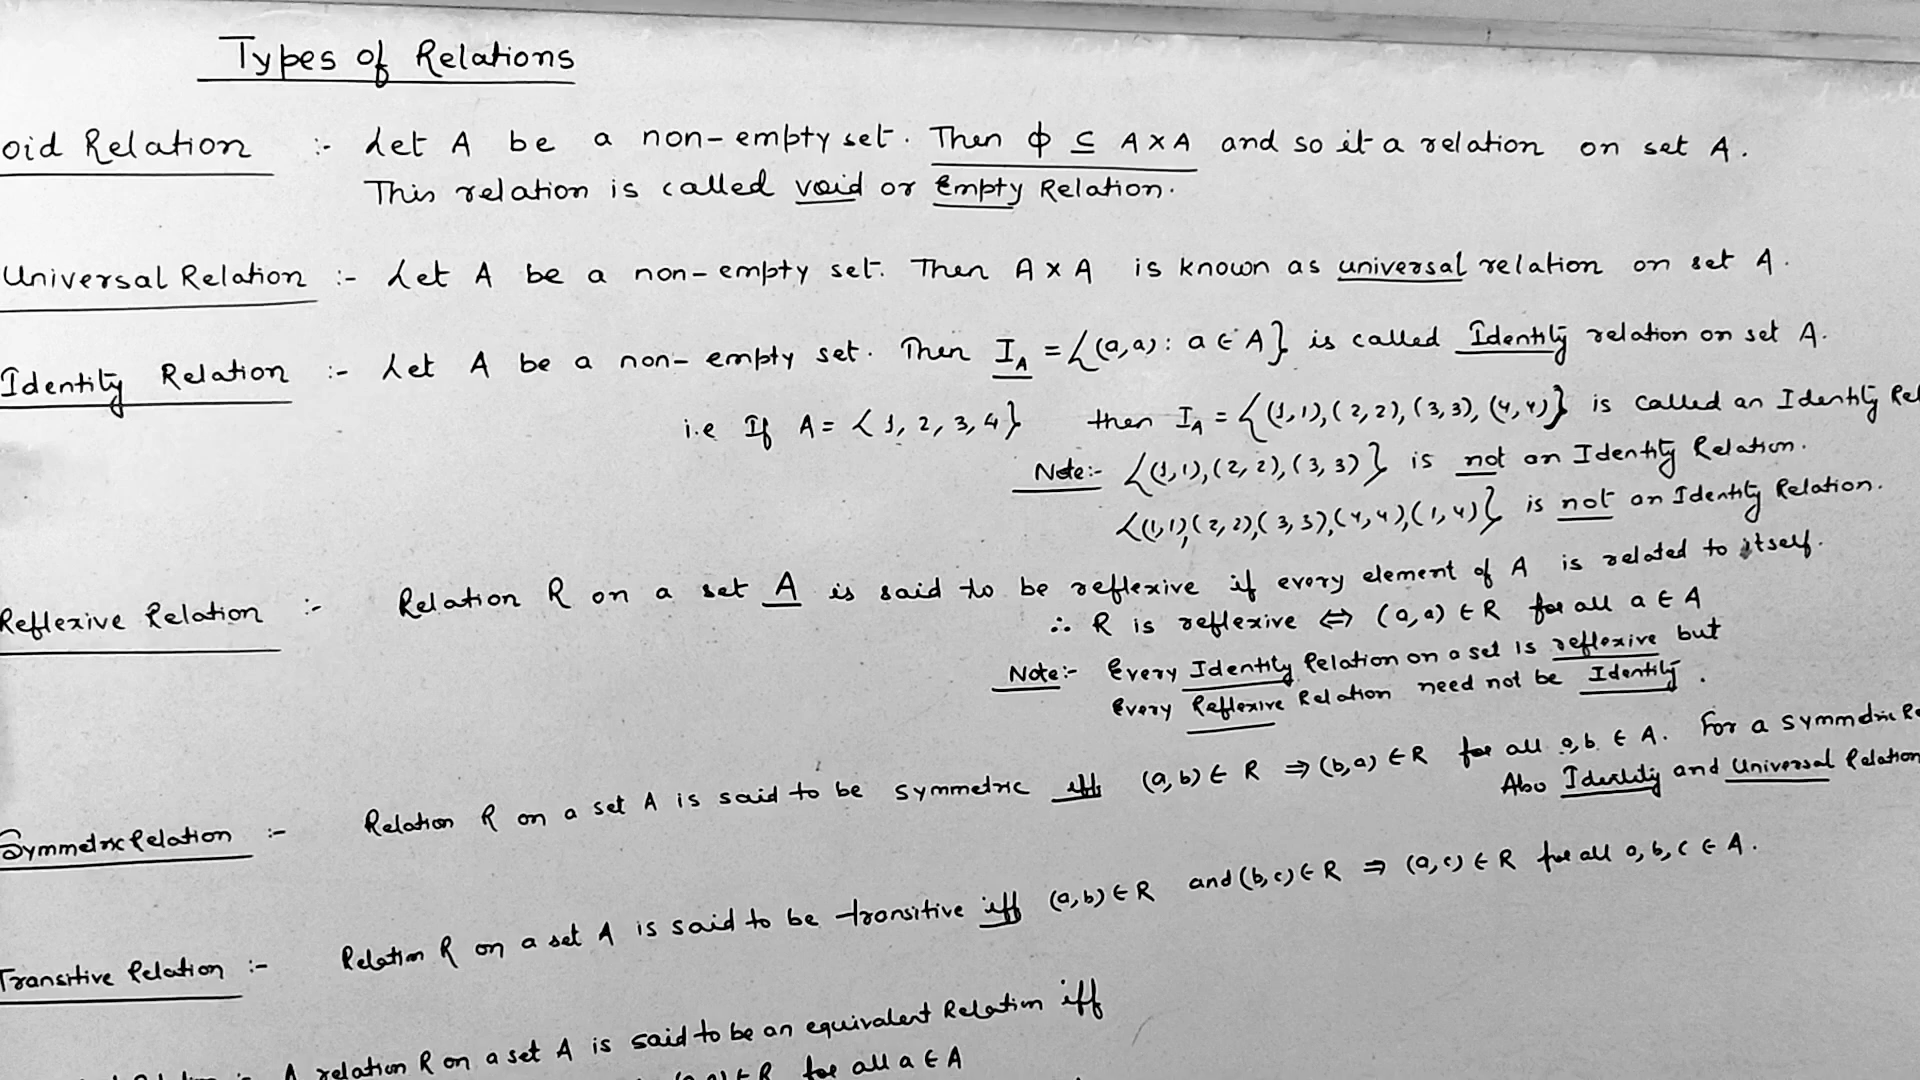 Types of Relations
oid Relation :- Let A be a non-empty set. Then ϕ ⊆ A×A and so it a relation on set A.
This relation is called void or Empty Relation.
Universal Relation :- Let A be a non-empty set. Then A×A is known as universal relation on set A.
Identity Relation :- Let A be a non-empty set. Then I_A = {(a,a): a ∈ A} is called Identity relation on set A.
i.e If A = {1, 2, 3, 4} then I_A = {(1,1),(2,2),(3,3),(4,4)} is called an Identity Rel
Note:- {(1,1),(2,2),(3,3)} is not an Identity Relation.
{(1,1),(2,2),(3,3),(4,4),(1,4)} is not an Identity Relation.
Reflexive Relation :- Relation R on a set A is said to be reflexive if every element of A is related to itself.
∴ R is reflexive ⇔ (a,a) ∈ R for all a ∈ A
Note:- Every Identity Relation on a set is reflexive but
Every Reflexive Relation need not be Identity.
Symmetric Relation :- Relation R on a set A is said to be symmetric iff (a,b) ∈ R ⇒ (b,a) ∈ R for all a,b ∈ A. For a symmetric Re
Also Identity and Universal Relation
Transitive Relation :- Relation R on a set A is said to be transitive iff (a,b) ∈ R and (b,c) ∈ R ⇒ (a,c) ∈ R for all a,b,c ∈ A.
A relation R on a set A is said to be an equivalent Relation iff
(a,a) ∈ R for all a ∈ A